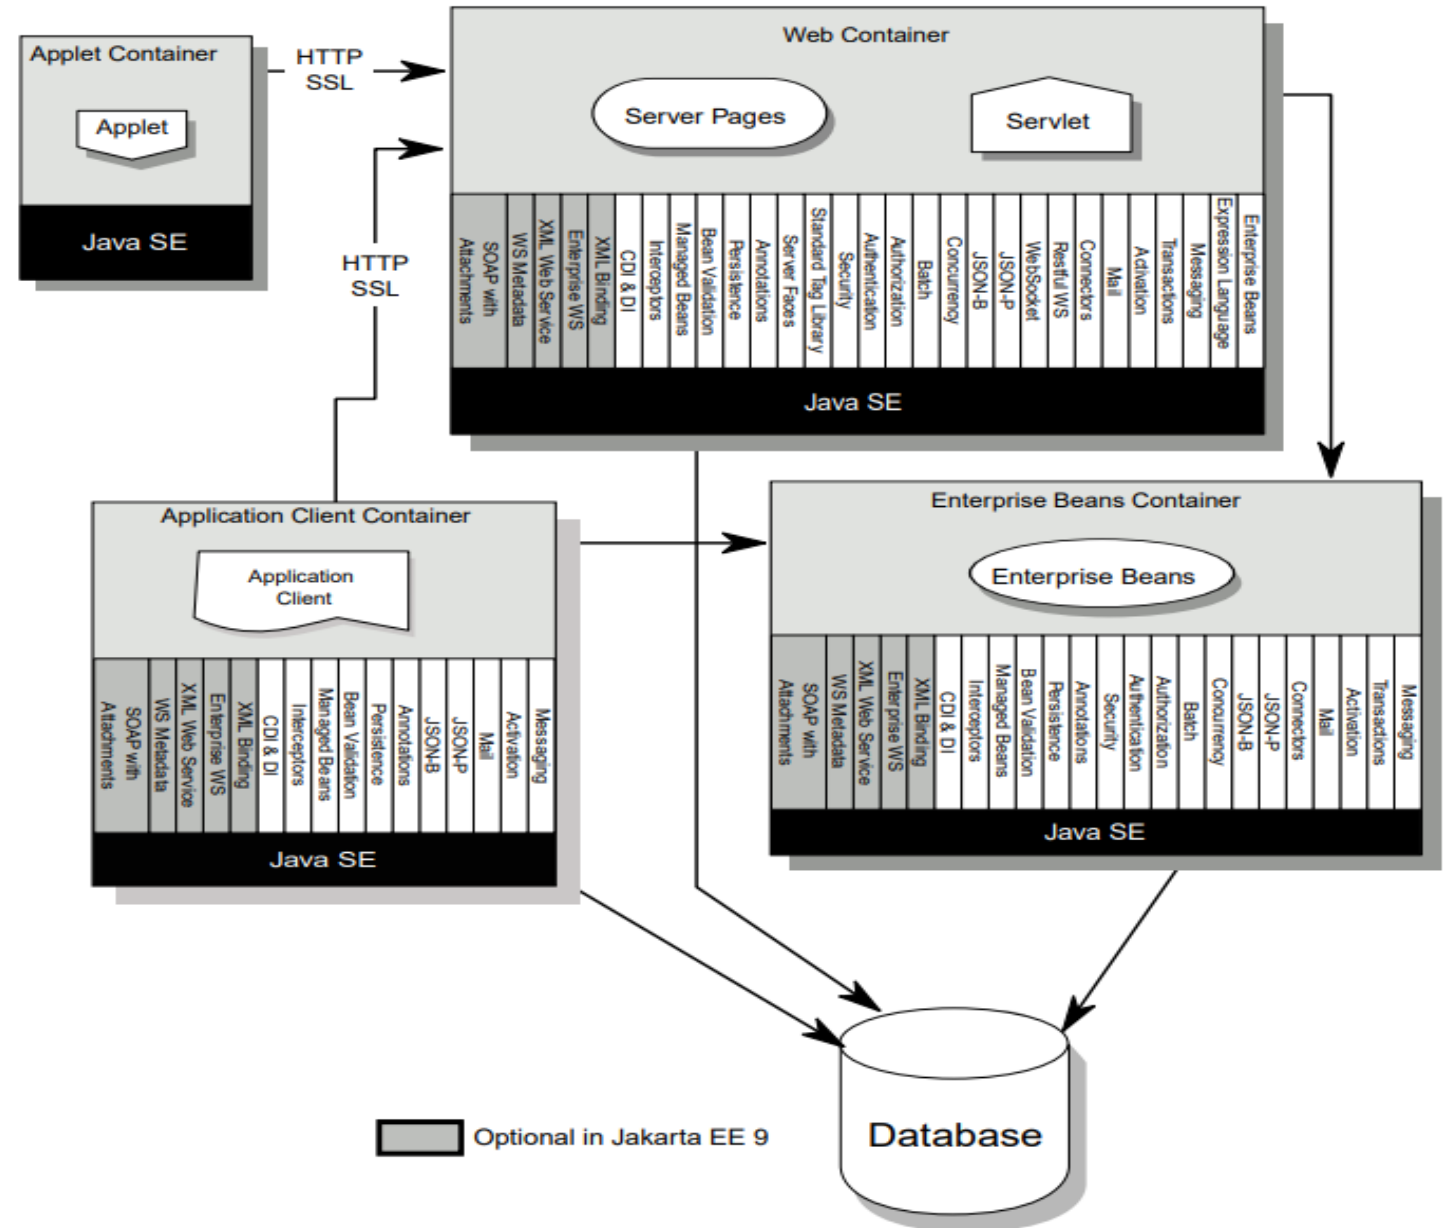 Applet Container
Applet
Java SE
HTTP
SSL
HTTP
SSL
Web Container
Server Pages
Servlet
SOAP with
Attachments
WS Metadata
XML Web Service
Enterprise WS
XML Binding
CDI & DI
Interceptors
Managed Beans
Bean Validation
Persistence
Annotations
Server Faces
Standard Tag Library
Security
Authentication
Authorization
Batch
Concurrency
JSON-B
JSON-P
WebSocket
Restful WS
Connectors
Mail
Activation
Transactions
Messaging
Expression Language
Enterprise Beans
Java SE
Application Client Container
Application
Client
SOAP with
Attachments
WS Metadata
XML Web Service
Enterprise WS
XML Binding
CDI & DI
Interceptors
Managed Beans
Bean Validation
Persistence
Annotations
JSON-B
JSON-P
Mail
Activation
Messaging
Java SE
Enterprise Beans Container
Enterprise Beans
SOAP with
Attachments
WS Metadata
XML Web Service
Enterprise WS
XML Binding
CDI & DI
Interceptors
Managed Beans
Bean Validation
Persistence
Annotations
Security
Authentication
Authorization
Batch
Concurrency
JSON-B
JSON-P
Connectors
Mail
Activation
Transactions
Messaging
Java SE
Optional in Jakarta EE 9
Database